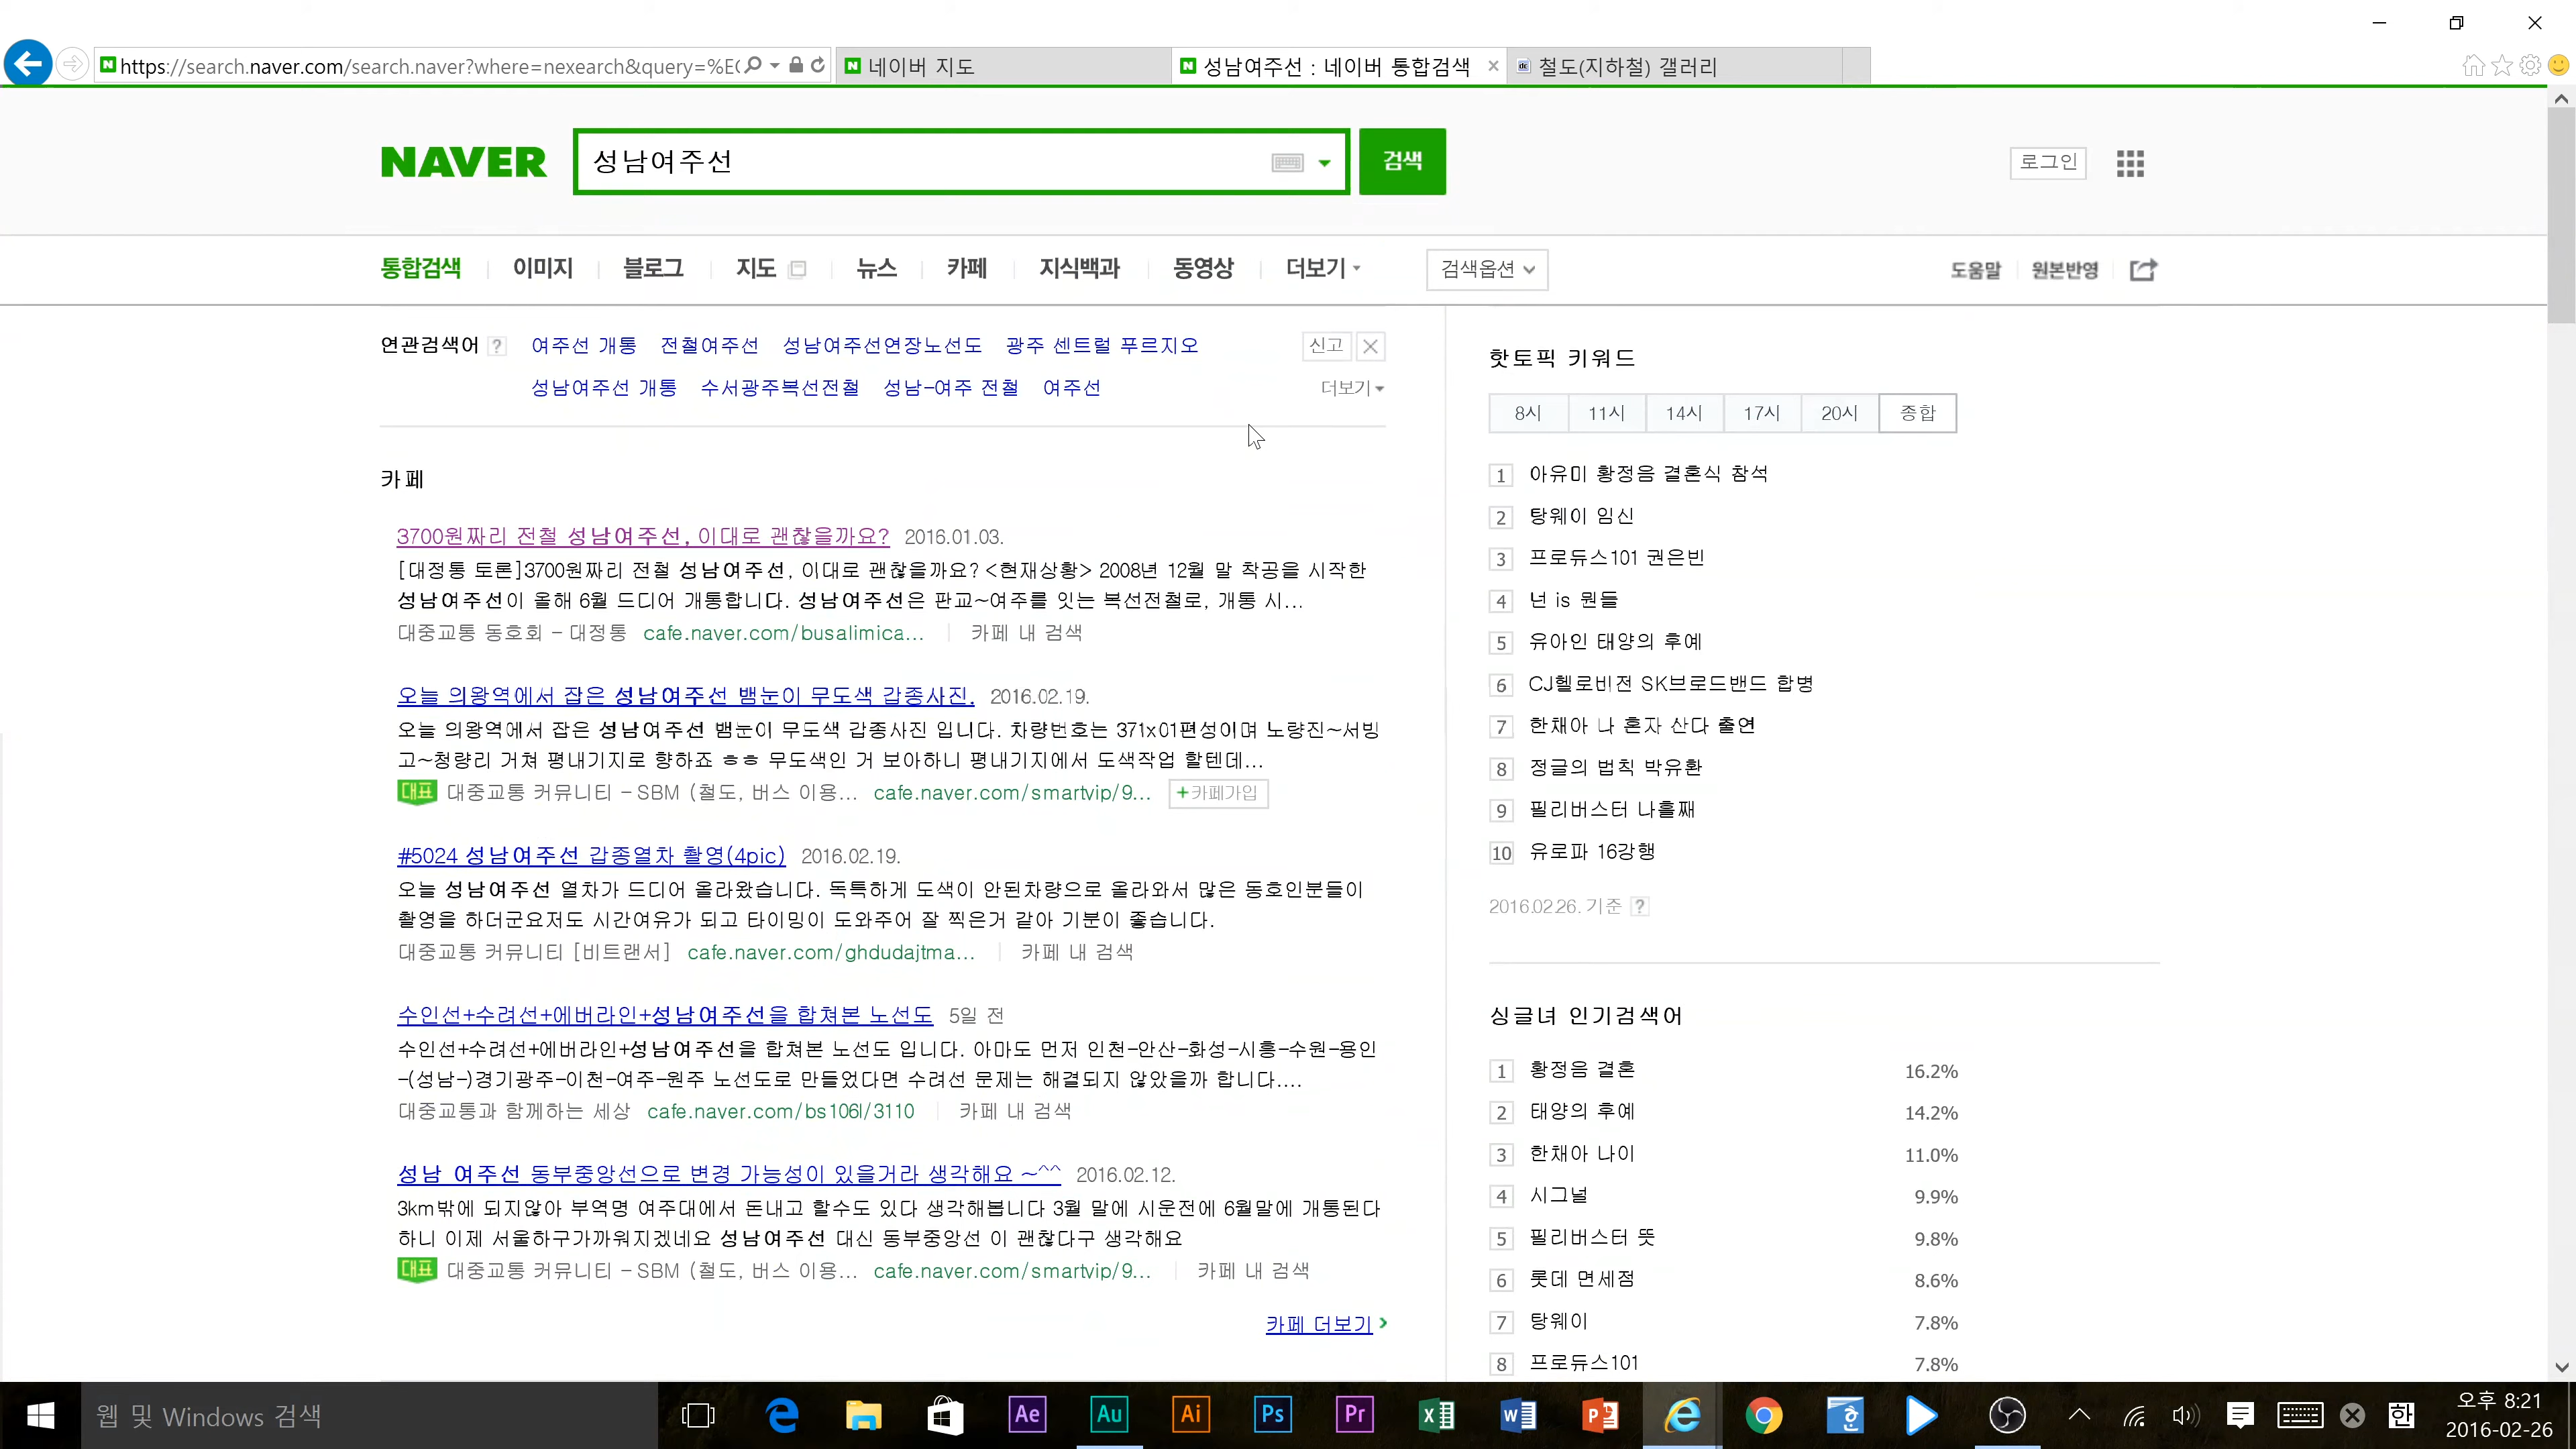 https://search.naver.com/search.naver?where=nexearch&query=%E(
네이버 지도
성남여주선 : 네이버 통합검색
철도(지하철) 갤러리
NAVER
성남여주선
검색
로그인
통합검색 이미지 블로그 지도 뉴스 카페 지식백과 동영상 더보기 검색옵션
도움말 원본반영
연관검색어 ? 여주선 개통 전철여주선 성남여주선연장노선도 광주 센트럴 푸르지오 신고
성남여주선 개통 수서광주복선전철 성남-여주 전철 여주선 더보기
카페
3700원짜리 전철 성남여주선, 이대로 괜찮을까요? 2016.01.03.
[대정통 토론]3700원짜리 전철 성남여주선, 이대로 괜찮을까요? <현재상황> 2008년 12월 말 착공을 시작한
성남여주선이 올해 6월 드디어 개통합니다. 성남여주선은 판교~여주를 잇는 복선전철로, 개통 시...
대중교통 동호회 - 대정통 cafe.naver.com/busalimica... 카페 내 검색
오늘 의왕역에서 잡은 성남여주선 뱀눈이 무도색 갑종사진. 2016.02.19.
오늘 의왕역에서 잡은 성남여주선 뱀눈이 무도색 갑종사진 입니다. 차량번호는 371x01편성이며 노량진~서빙
고~청량리 거쳐 평내기지로 향하죠 ㅎㅎ 무도색인 거 보아하니 평내기지에서 도색작업 할텐데...
대표 대중교통 커뮤니티 - SBM (철도, 버스 이용... cafe.naver.com/smartvip/9... +카페가입
#5024 성남여주선 갑종열차 촬영(4pic) 2016.02.19.
오늘 성남여주선 열차가 드디어 올라왔습니다. 독특하게 도색이 안된차량으로 올라와서 많은 동호인분들이
촬영을 하더군요저도 시간여유가 되고 타이밍이 도와주어 잘 찍은거 같아 기분이 좋습니다.
대중교통 커뮤니티 [비트랜서] cafe.naver.com/ghdudajtma... 카페 내 검색
수인선+수려선+에버라인+성남여주선을 합쳐본 노선도 5일 전
수인선+수려선+에버라인+성남여주선을 합쳐본 노선도 입니다. 아마도 먼저 인천-안산-화성-시흥-수원-용인
-(성남-)경기광주-이천-여주-원주 노선도로 만들었다면 수려선 문제는 해결되지 않았을까 합니다....
대중교통과 함께하는 세상 cafe.naver.com/bs106l/3110 카페 내 검색
성남 여주선 동부중앙선으로 변경 가능성이 있을거라 생각해요 ~^^ 2016.02.12.
3km밖에 되지않아 부역명 여주대에서 돈내고 할수도 있다 생각해봅니다 3월 말에 시운전에 6월말에 개통된다
하니 이제 서울하구가까워지겠네요 성남여주선 대신 동부중앙선 이 괜찮다구 생각해요
대표 대중교통 커뮤니티 - SBM (철도, 버스 이용... cafe.naver.com/smartvip/9... 카페 내 검색
카페 더보기
핫토픽 키워드
8시 11시 14시 17시 20시 종합
1 아유미 황정음 결혼식 참석
2 탕웨이 임신
3 프로듀스101 권은빈
4 넌 is 뭔들
5 유아인 태양의 후예
6 CJ헬로비전 SK브로드밴드 합병
7 한채아 나 혼자 산다 출연
8 정글의 법칙 박유환
9 필리버스터 나흘째
10 유로파 16강행
2016.02.26. 기준 ?
싱글녀 인기검색어
1 황정음 결혼 16.2%
2 태양의 후예 14.2%
3 한채아 나이 11.0%
4 시그널 9.9%
5 필리버스터 뜻 9.8%
6 롯데 면세점 8.6%
7 탕웨이 7.8%
8 프로듀스101 7.8%
웹 및 Windows 검색
Ae Au Ai Ps Pr
한
오후 8:21
2016-02-26